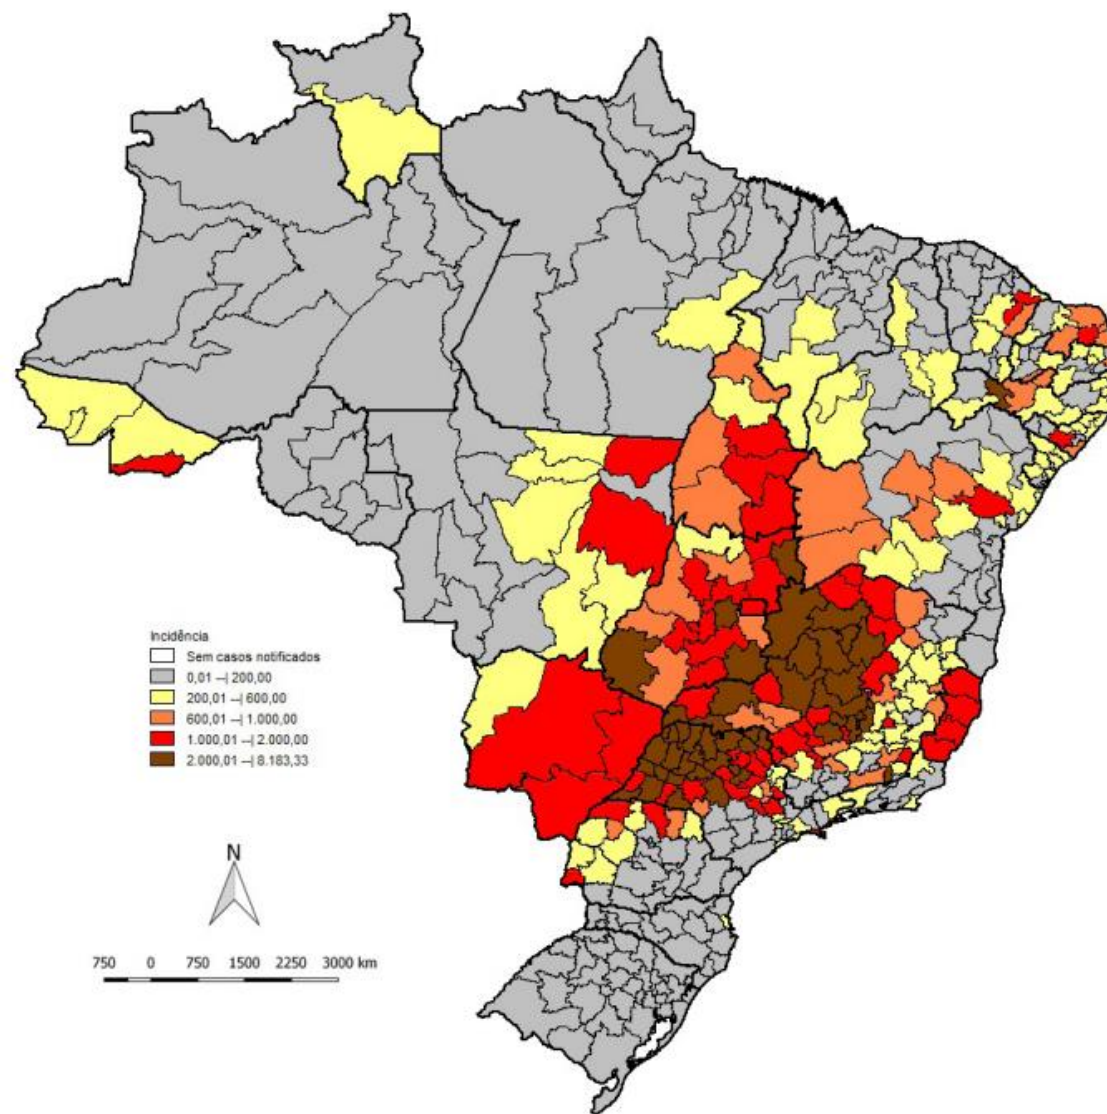 Incidência
Sem casos notificados
0,01 --| 200,00
200,01 --| 600,00
600,01 --| 1.000,00
1.000,01 --| 2.000,00
2.000,01 --| 8.183,33
N
750 0 750 1500 2250 3000 km